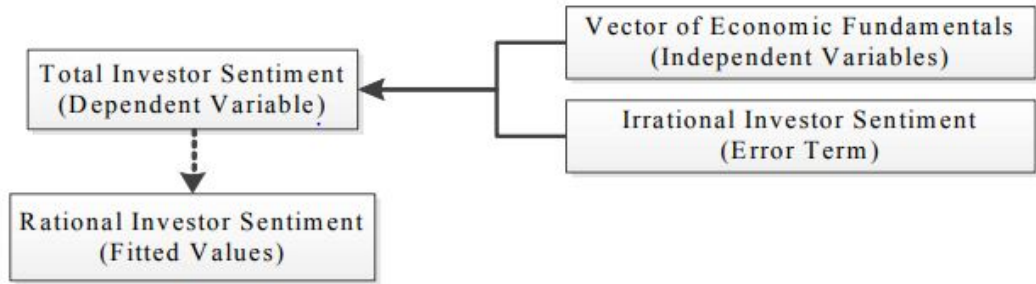 Vector of Economic Fundamentals
(Independent Variables)
Total Investor Sentiment
(Dependent Variable)
Irrational Investor Sentiment
(Error Term)
Rational Investor Sentiment
(Fitted Values)